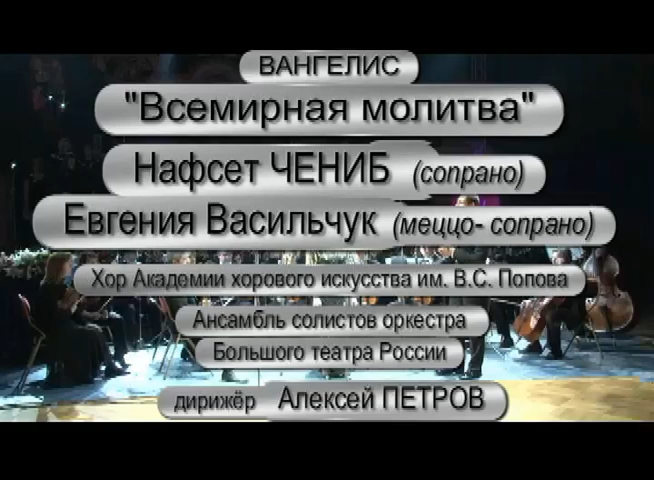 ВАНГЕЛИС
"Всемирная молитва"
Нафсет ЧЕНИБ (сопрано)
Евгения Васильчук (меццо- сопрано)
Хор Академии хорового искусства им. В.С. Попова
Ансамбль солистов оркестра
Большого театра России
дирижёр Алексей ПЕТРОВ